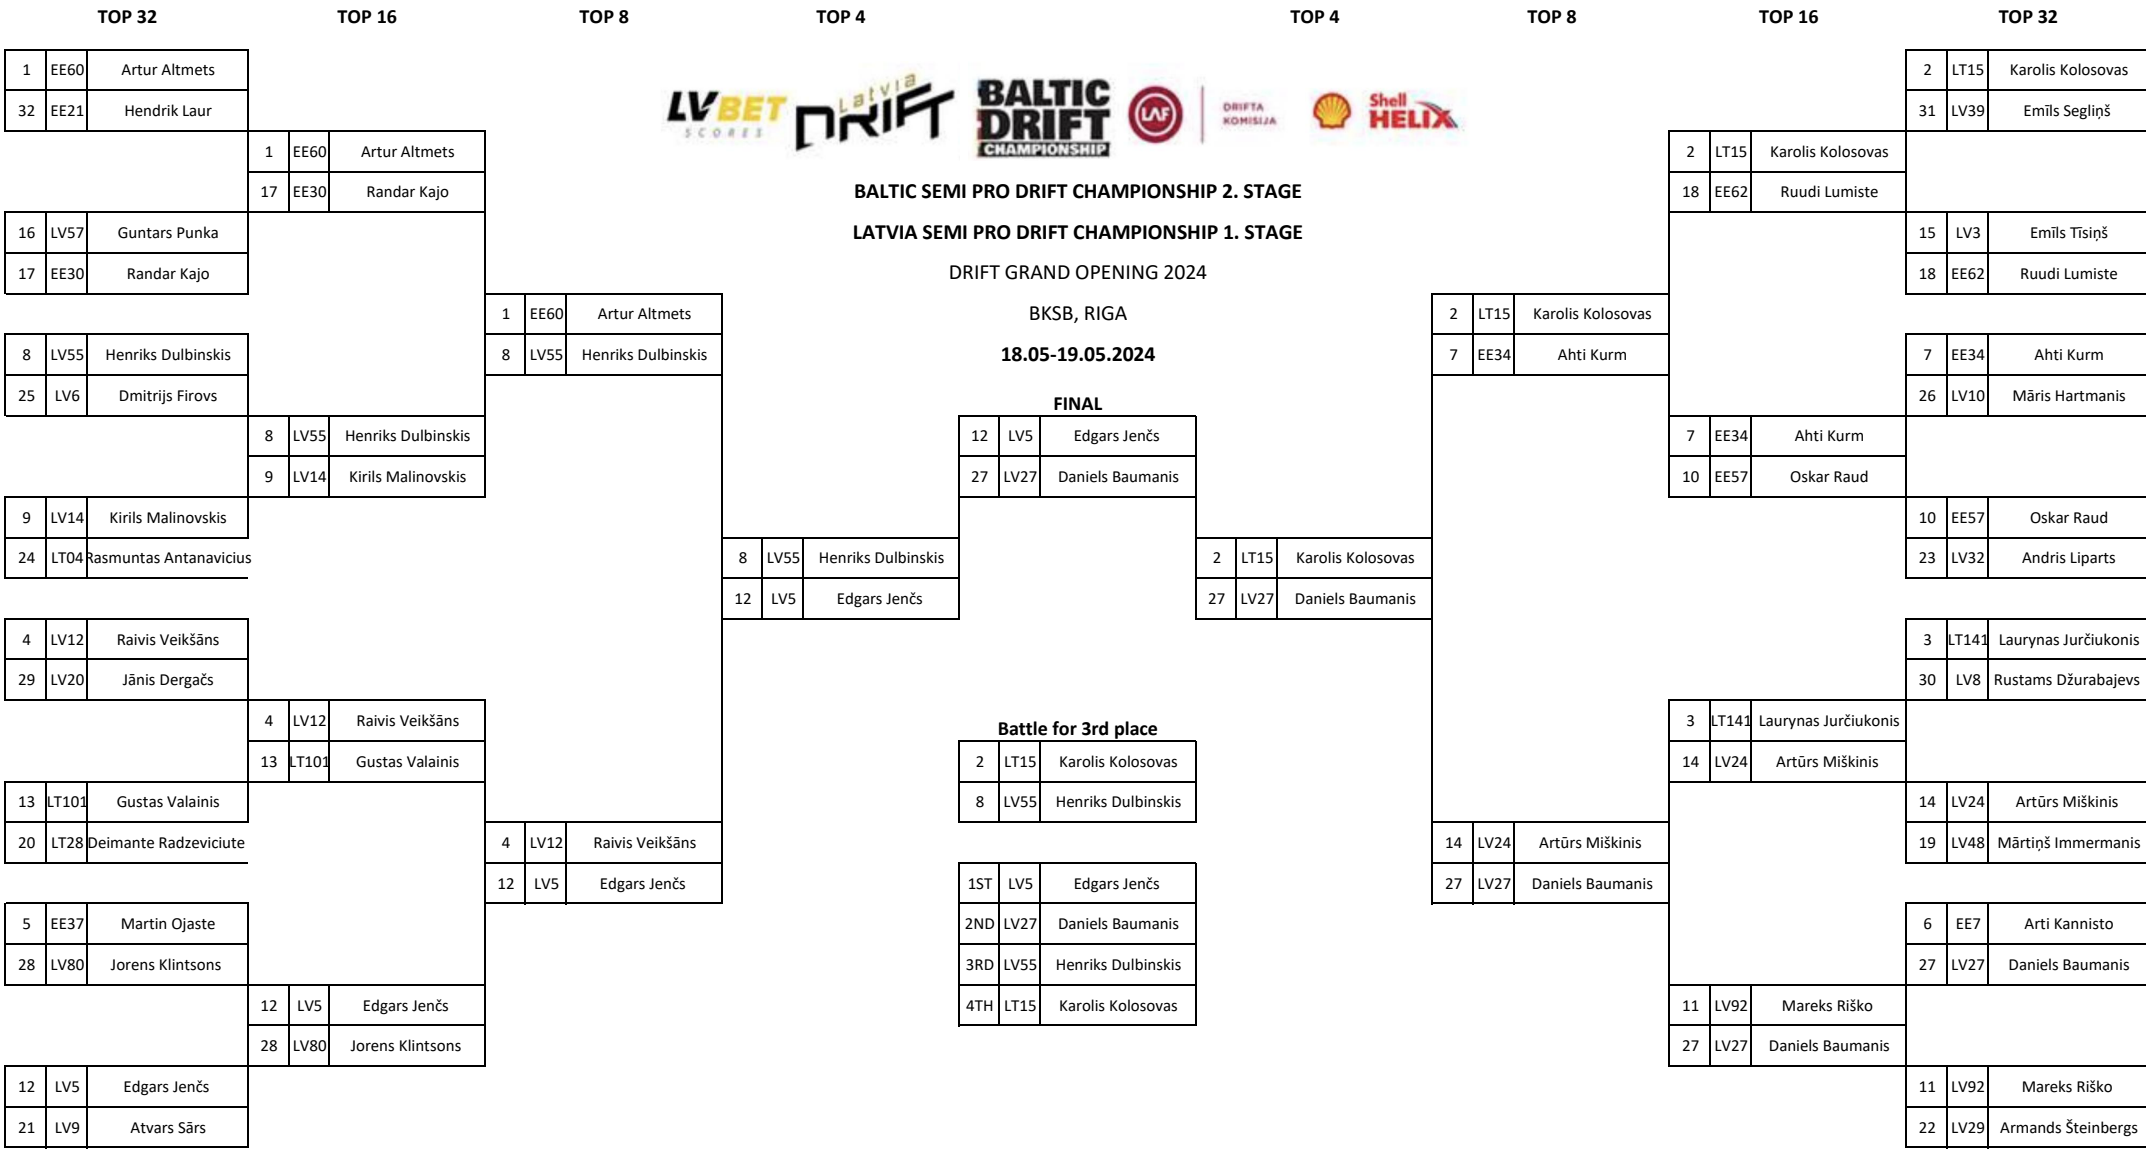 TOP 32 TOP 16 TOP 8 TOP 4 TOP 4 TOP 8 TOP 16 TOP 32
1 EE60 Artur Altmets
32 EE21 Hendrik Laur
16 LV57 Guntars Punka
17 EE30 Randar Kajo
8 LV55 Henriks Dulbinskis
25 LV6 Dmitrijs Firovs
9 LV14 Kirils Malinovskis
24 LT04 Rasmuntas Antanavicius
4 LV12 Raivis Veikšāns
29 LV20 Jānis Dergačs
13 LT101 Gustas Valainis
20 LT28 Deimante Radzeviciute
5 EE37 Martin Ojaste
28 LV80 Jorens Klintsons
12 LV5 Edgars Jenčs
21 LV9 Atvars Sārs
1 EE60 Artur Altmets
17 EE30 Randar Kajo
8 LV55 Henriks Dulbinskis
9 LV14 Kirils Malinovskis
4 LV12 Raivis Veikšāns
13 LT101 Gustas Valainis
12 LV5 Edgars Jenčs
28 LV80 Jorens Klintsons
1 EE60 Artur Altmets
8 LV55 Henriks Dulbinskis
4 LV12 Raivis Veikšāns
12 LV5 Edgars Jenčs
8 LV55 Henriks Dulbinskis
12 LV5 Edgars Jenčs
LVBET
SCORES
Latvia
DRIFT
BALTIC
DRIFT
CHAMPIONSHIP
LAF
DRIFTA
KOMISIJA
Shell
HELIX
BALTIC SEMI PRO DRIFT CHAMPIONSHIP 2. STAGE
LATVIA SEMI PRO DRIFT CHAMPIONSHIP 1. STAGE
DRIFT GRAND OPENING 2024
BKSB, RIGA
18.05-19.05.2024
FINAL
12 LV5 Edgars Jenčs
27 LV27 Daniels Baumanis
Battle for 3rd place
2 LT15 Karolis Kolosovas
8 LV55 Henriks Dulbinskis
1ST LV5 Edgars Jenčs
2ND LV27 Daniels Baumanis
3RD LV55 Henriks Dulbinskis
4TH LT15 Karolis Kolosovas
2 LT15 Karolis Kolosovas
27 LV27 Daniels Baumanis
2 LT15 Karolis Kolosovas
7 EE34 Ahti Kurm
14 LV24 Artūrs Miškinis
27 LV27 Daniels Baumanis
2 LT15 Karolis Kolosovas
18 EE62 Ruudi Lumiste
7 EE34 Ahti Kurm
10 EE57 Oskar Raud
3 LT141 Laurynas Jurčiukonis
14 LV24 Artūrs Miškinis
11 LV92 Mareks Riško
27 LV27 Daniels Baumanis
2 LT15 Karolis Kolosovas
31 LV39 Emīls Segliņš
15 LV3 Emīls Tīsiņš
18 EE62 Ruudi Lumiste
7 EE34 Ahti Kurm
26 LV10 Māris Hartmanis
10 EE57 Oskar Raud
23 LV32 Andris Liparts
3 LT141 Laurynas Jurčiukonis
30 LV8 Rustams Džurabajevs
14 LV24 Artūrs Miškinis
19 LV48 Mārtiņš Immermanis
6 EE7 Arti Kannisto
27 LV27 Daniels Baumanis
11 LV92 Mareks Riško
22 LV29 Armands Šteinbergs